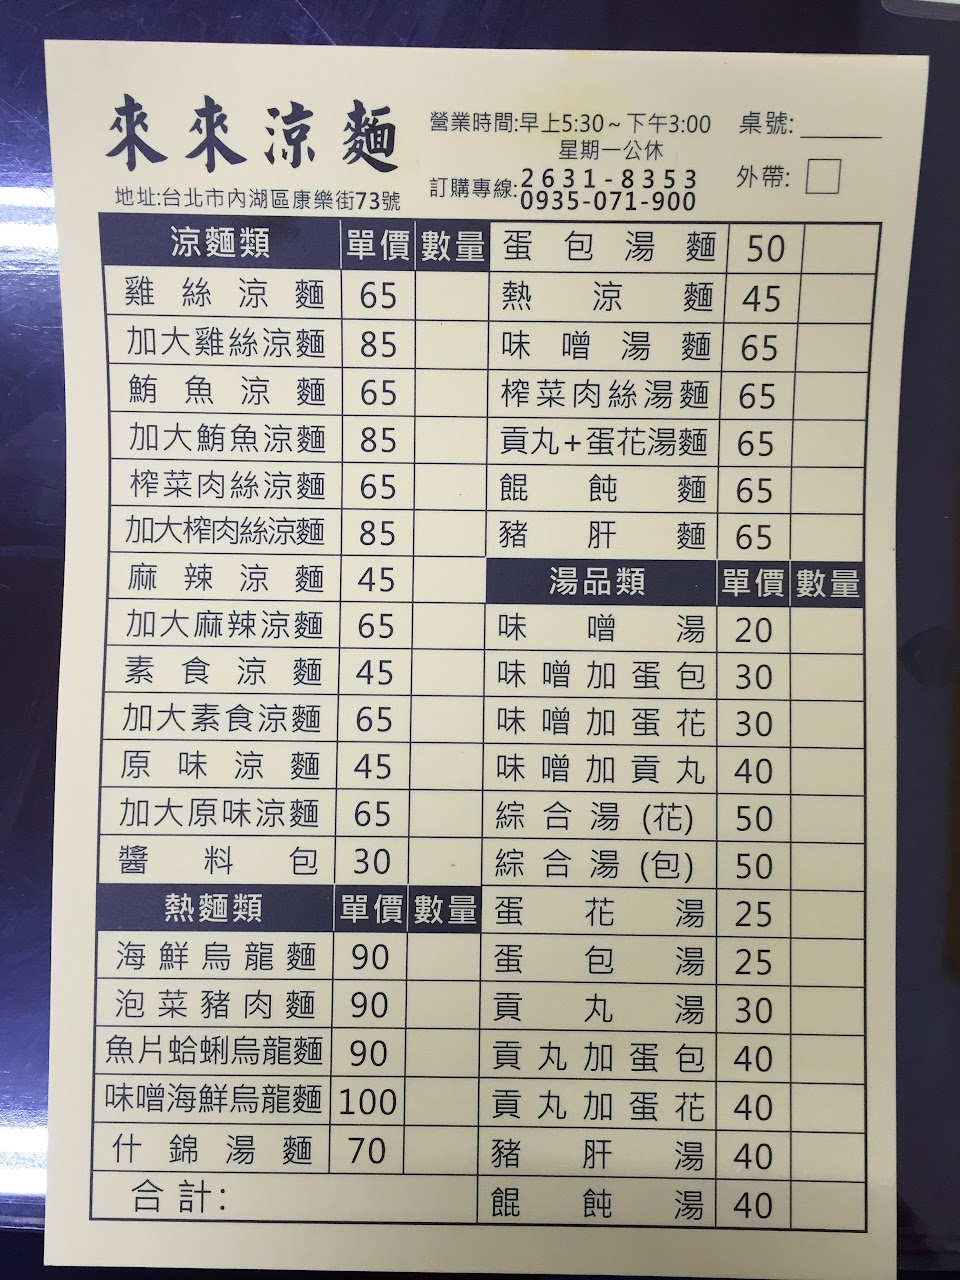 來來涼麵
地址:台北市內湖區康樂街73號
營業時間:早上5:30~下午3:00
星期一公休
訂購專線:2631-8353
0935-071-900
桌號:
外帶:
涼麵類 單價 數量
雞絲涼麵 65
加大雞絲涼麵 85
鮪魚涼麵 65
加大鮪魚涼麵 85
榨菜肉絲涼麵 65
加大榨肉絲涼麵 85
麻辣涼麵 45
加大麻辣涼麵 65
素食涼麵 45
加大素食涼麵 65
原味涼麵 45
加大原味涼麵 65
醬料包 30
熱麵類 單價 數量
海鮮烏龍麵 90
泡菜豬肉麵 90
魚片蛤蜊烏龍麵 90
味噌海鮮烏龍麵 100
什錦湯麵 70
合計:
蛋包湯麵 50
熱涼麵 45
味噌湯麵 65
榨菜肉絲湯麵 65
貢丸+蛋花湯麵 65
餛飩麵 65
豬肝麵 65
湯品類 單價 數量
味噌湯 20
味噌加蛋包 30
味噌加蛋花 30
味噌加貢丸 40
綜合湯(花) 50
綜合湯(包) 50
蛋花湯 25
蛋包湯 25
貢丸湯 30
貢丸加蛋包 40
貢丸加蛋花 40
豬肝湯 40
餛飩湯 40